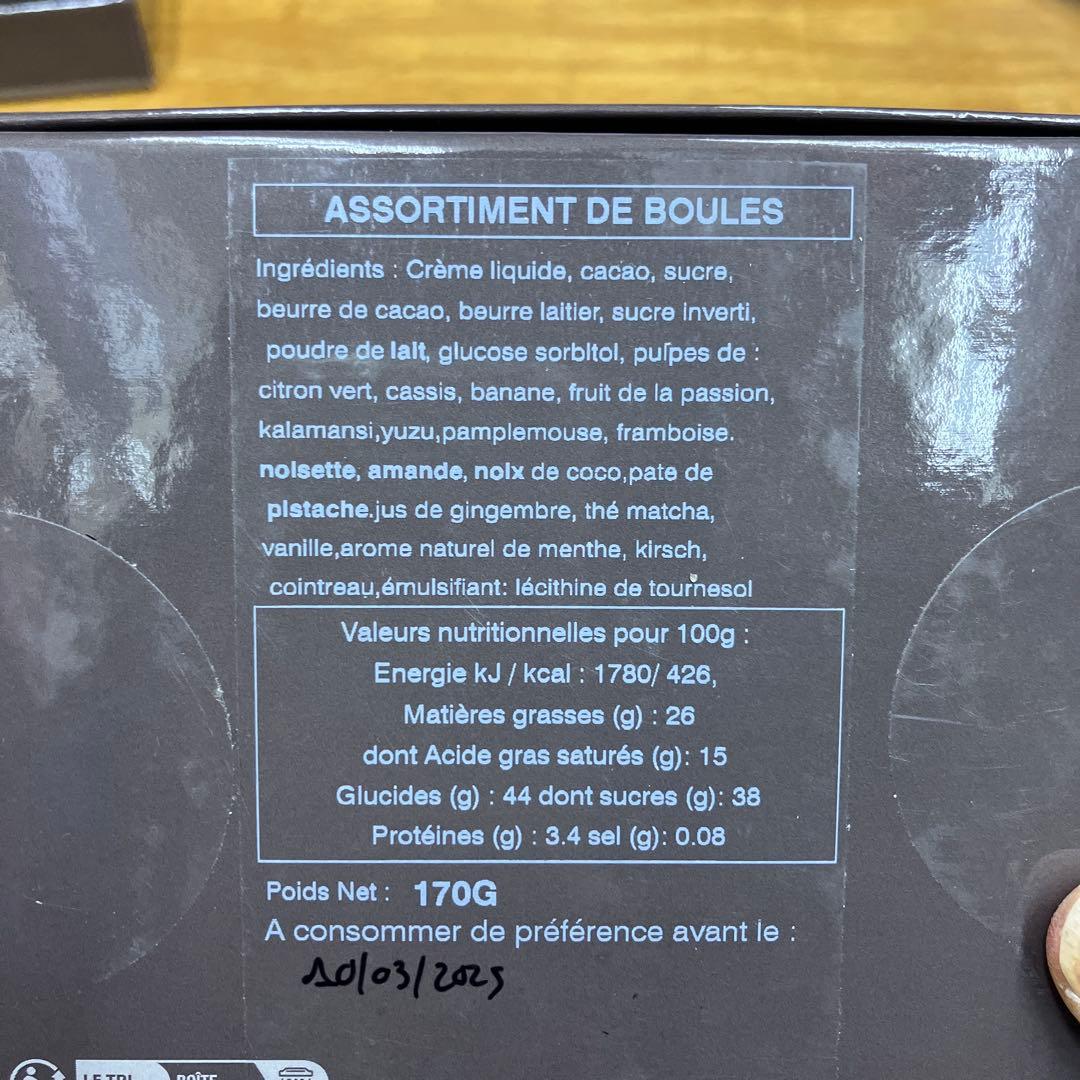 ASSORTIMENT DE BOULES
Ingrédients : Crème liquide, cacao, sucre,
beurre de cacao, beurre laitier, sucre inverti,
poudre de lait, glucose sorbitol, pulpes de :
citron vert, cassis, banane, fruit de la passion,
kalamansi,yuzu,pamplemouse, framboise.
noisette, amande, noix de coco,pate de
pistache.jus de gingembre, thé matcha,
vanille,arome naturel de menthe, kirsch,
cointreau,émulsifiant: lécithine de tournesol
Valeurs nutritionnelles pour 100g :
Energie kJ / kcal : 1780/ 426,
Matières grasses (g) : 26
dont Acide gras saturés (g): 15
Glucides (g) : 44 dont sucres (g): 38
Protéines (g) : 3.4 sel (g): 0.08
Poids Net : 170G
A consommer de préférence avant le :
10/03/2025
LE TRI
BOÎTE